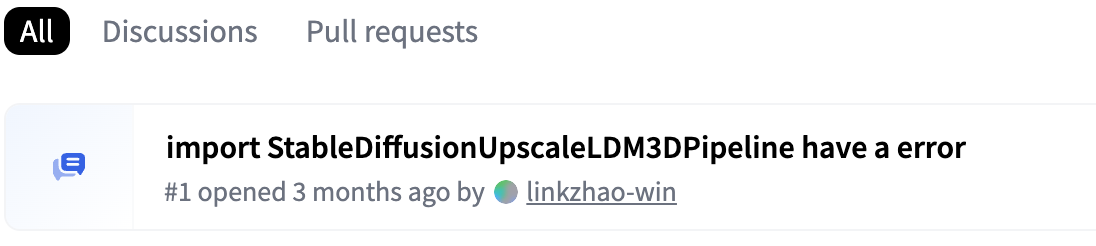 All Discussions Pull requests
import StableDiffusionUpscaleLDM3DPipeline have a error
#1 opened 3 months ago by linkzhao-win